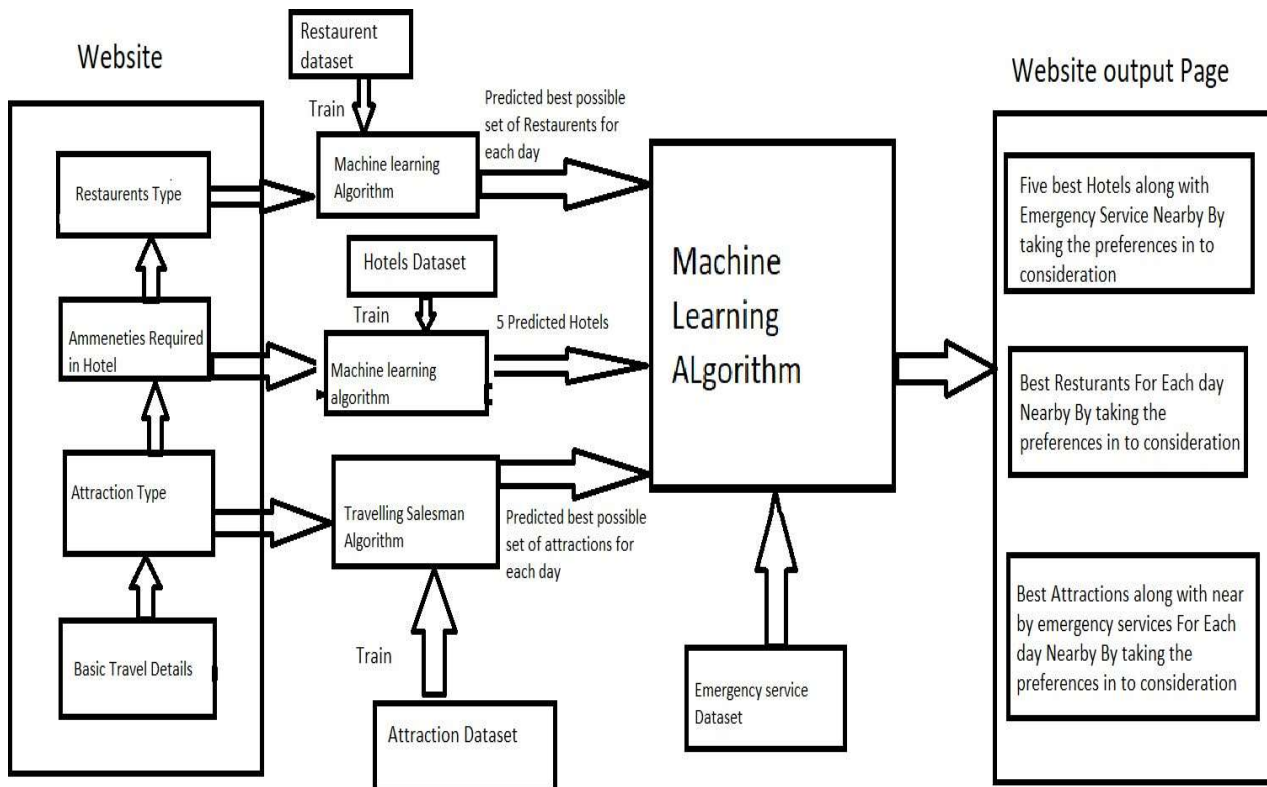 Website
Restaurents Type
Ammeneties Required
in Hotel
Attraction Type
Basic Travel Details
Restaurent
dataset
Train
Machine learning
Algorithm
Predicted best possible
set of Restaurents for
each day
Hotels Dataset
Train
Machine learning
algorithm
5 Predicted Hotels
Travelling Salesman
Algorithm
Predicted best possible
set of attractions for
each day
Train
Attraction Dataset
Machine
Learning
ALgorithm
Emergency service
Dataset
Website output Page
Five best Hotels along with
Emergency Service Nearby By
taking the preferences in to
consideration
Best Resturants For Each day
Nearby By taking the
preferences in to consideration
Best Attractions along with near
by emergency services For Each
day Nearby By taking the
preferences in to consideration